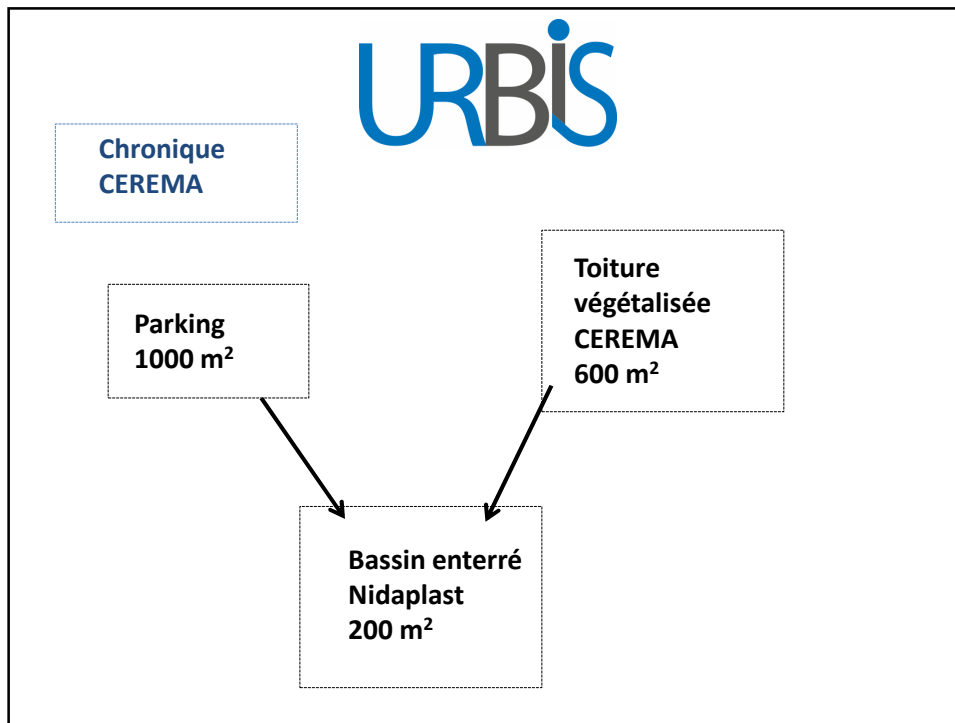 URBiS
Chronique
CEREMA
Toiture
végétalisée
CEREMA
600 m²
Parking
1000 m²
Bassin enterré
Nidaplast
200 m²